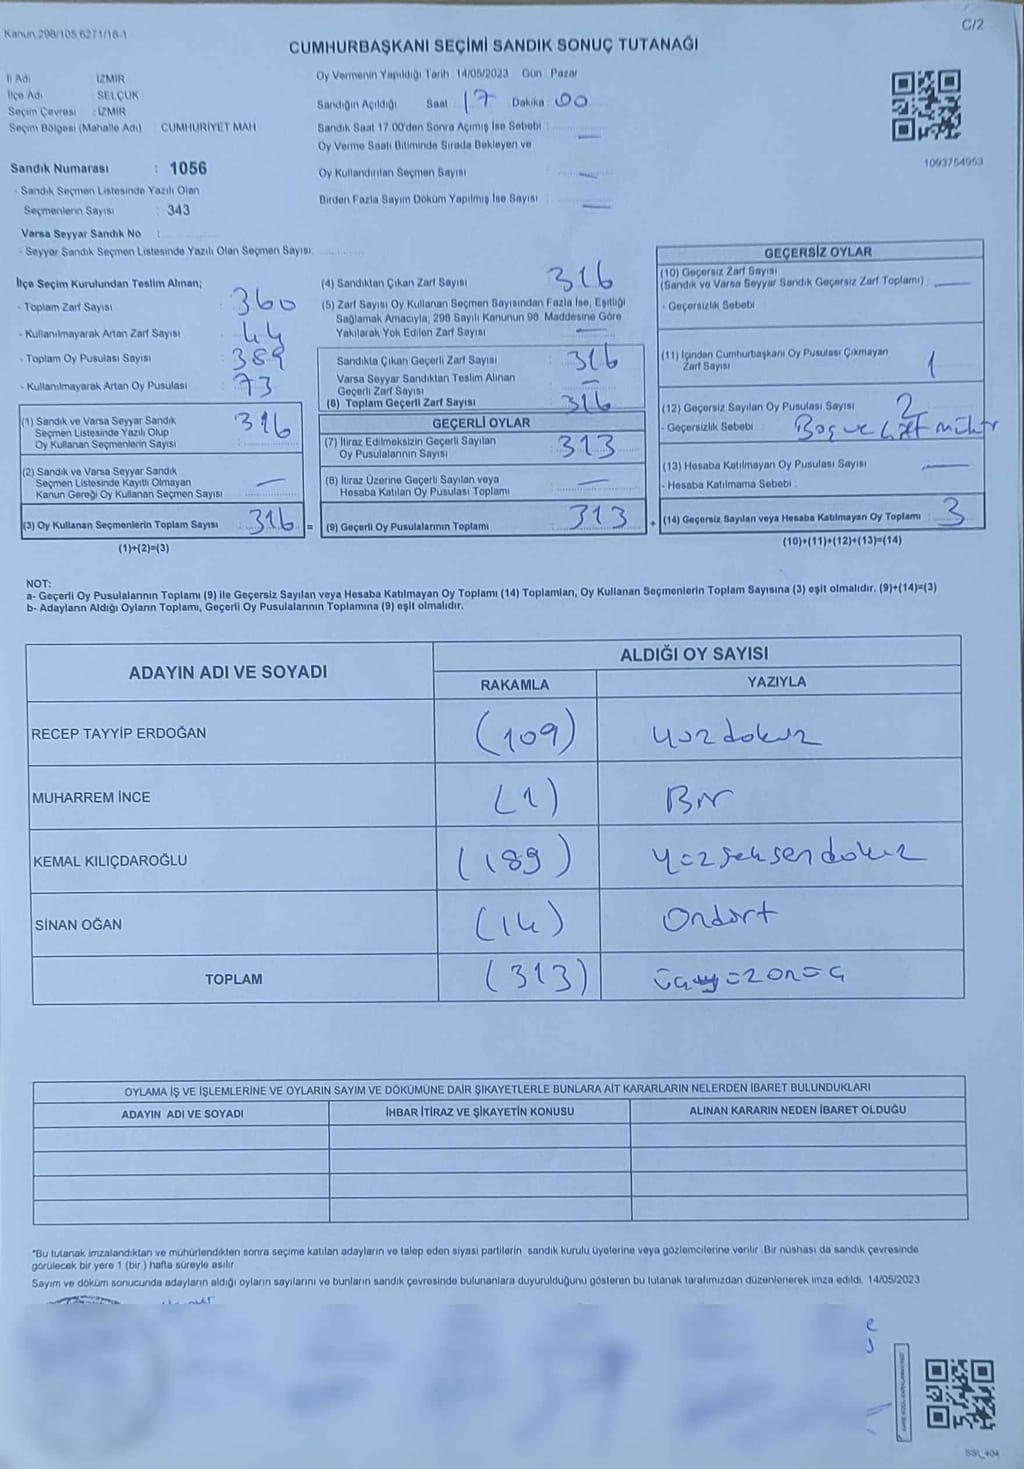 Kanun 298/105,6271/18-1
C/2
CUMHURBAŞKANI SEÇİMİ SANDIK SONUÇ TUTANAĞI
İl Adı : İZMİR
İlçe Adı : SELÇUK
Seçim Çevresi : İZMİR
Seçim Bölgesi (Mahalle Adı) : CUMHURİYET MAH
Sandık Numarası : 1056
- Sandık Seçmen Listesinde Yazılı Olan
Seçmenlerin Sayısı : 343
Varsa Seyyar Sandık No :
- Seyyar Sandık Seçmen Listesinde Yazılı Olan Seçmen Sayısı:
Oy Vermenin Yapıldığı Tarih : 14/05/2023 Gün : Pazar
Sandığın Açıldığı Saat 17 Dakika : 00
Sandık Saat 17.00'den Sonra Açımış İse Sebebi :
Oy Verme Saati Bitiminde Sırada Bekleyen ve
Oy Kullandırılan Seçmen Sayısı :
Birden Fazla Sayım Döküm Yapılmış İse Sayısı :
1093754953
İlçe Seçim Kurulundan Teslim Alınan;
- Toplam Zarf Sayısı : 360
- Kullanılmayarak Artan Zarf Sayısı : 44
- Toplam Oy Pusulası Sayısı : 389
- Kullanılmayarak Artan Oy Pusulası : 73
(1) Sandık ve Varsa Seyyar Sandık
Seçmen Listesinde Yazılı Olup
Oy Kullanan Seçmenlerin Sayısı : 316
(2) Sandık ve Varsa Seyyar Sandık
Seçmen Listesinde Kayıtlı Olmayan
Kanun Gereği Oy Kullanan Seçmen Sayısı : —
(3) Oy Kullanan Seçmenlerin Toplam Sayısı : 316 =
(1)+(2)=(3)
(4) Sandıktan Çıkan Zarf Sayısı : 316
(5) Zarf Sayısı Oy Kullanan Seçmen Sayısından Fazla İse, Eşitliği
Sağlamak Amacıyla, 298 Sayılı Kanunun 98. Maddesine Göre
Yakılarak Yok Edilen Zarf Sayısı : —
Sandıkta Çıkan Geçerli Zarf Sayısı : 316
Varsa Seyyar Sandıktan Teslim Alınan
Geçerli Zarf Sayısı : —
(6) Toplam Geçerli Zarf Sayısı : 316
GEÇERLİ OYLAR
(7) İtiraz Edilmeksizin Geçerli Sayılan
Oy Pusulalarının Sayısı : 313
(8) İtiraz Üzerine Geçerli Sayılan veya
Hesaba Katılan Oy Pusulası Toplamı : —
(9) Geçerli Oy Pusulalarının Toplamı : 313 +
GEÇERSİZ OYLAR
(10) Geçersiz Zarf Sayısı
(Sandık ve Varsa Seyyar Sandık Geçersiz Zarf Toplamı) : —
- Geçersizlik Sebebi :
(11) İçinden Cumhurbaşkanı Oy Pusulası Çıkmayan
Zarf Sayısı : 1
(12) Geçersiz Sayılan Oy Pusulası Sayısı : 2
- Geçersizlik Sebebi : Boş ve çift mühür
(13) Hesaba Katılmayan Oy Pusulası Sayısı : —
- Hesaba Katılmama Sebebi :
(14) Geçersiz Sayılan veya Hesaba Katılmayan Oy Toplamı : 3
(10)+(11)+(12)+(13)=(14)
NOT:
a- Geçerli Oy Pusulalarının Toplamı (9) ile Geçersiz Sayılan veya Hesaba Katılmayan Oy Toplamı (14) Toplamları, Oy Kullanan Seçmenlerin Toplam Sayısına (3) eşit olmalıdır. (9)+(14)=(3)
b- Adayların Aldığı Oyların Toplamı, Geçerli Oy Pusulalarının Toplamına (9) eşit olmalıdır.
ADAYIN ADI VE SOYADI
ALDIĞI OY SAYISI
RAKAMLA YAZIYLA
RECEP TAYYİP ERDOĞAN (109) yüzdokuz
MUHARREM İNCE (1) Bir
KEMAL KILIÇDAROĞLU (189) yüzseksendokuz
SİNAN OĞAN (14) Ondört
TOPLAM (313) üçyüzonüç
OYLAMA İŞ VE İŞLEMLERİNE VE OYLARIN SAYIM VE DÖKÜMÜNE DAİR ŞİKAYETLERLE BUNLARA AİT KARARLARIN NELERDEN İBARET BULUNDUKLARI
ADAYIN ADI VE SOYADI İHBAR İTİRAZ VE ŞİKAYETİN KONUSU ALINAN KARARIN NEDEN İBARET OLDUĞU
*Bu tutanak imzalandıktan ve mühürlendikten sonra seçime katılan adayların ve talep eden siyasi partilerin sandık kurulu üyelerine veya gözlemcilerine verilir. Bir nüshası da sandık çevresinde
görülecek bir yere 1 (bir ) hafta süreyle asılır.
Sayım ve döküm sonucunda adayların aldığı oyların sayılarını ve bunların sandık çevresinde bulunanlara duyurulduğunu gösteren bu tutanak tarafımızdan düzenlenerek imza edildi. 14/05/2023